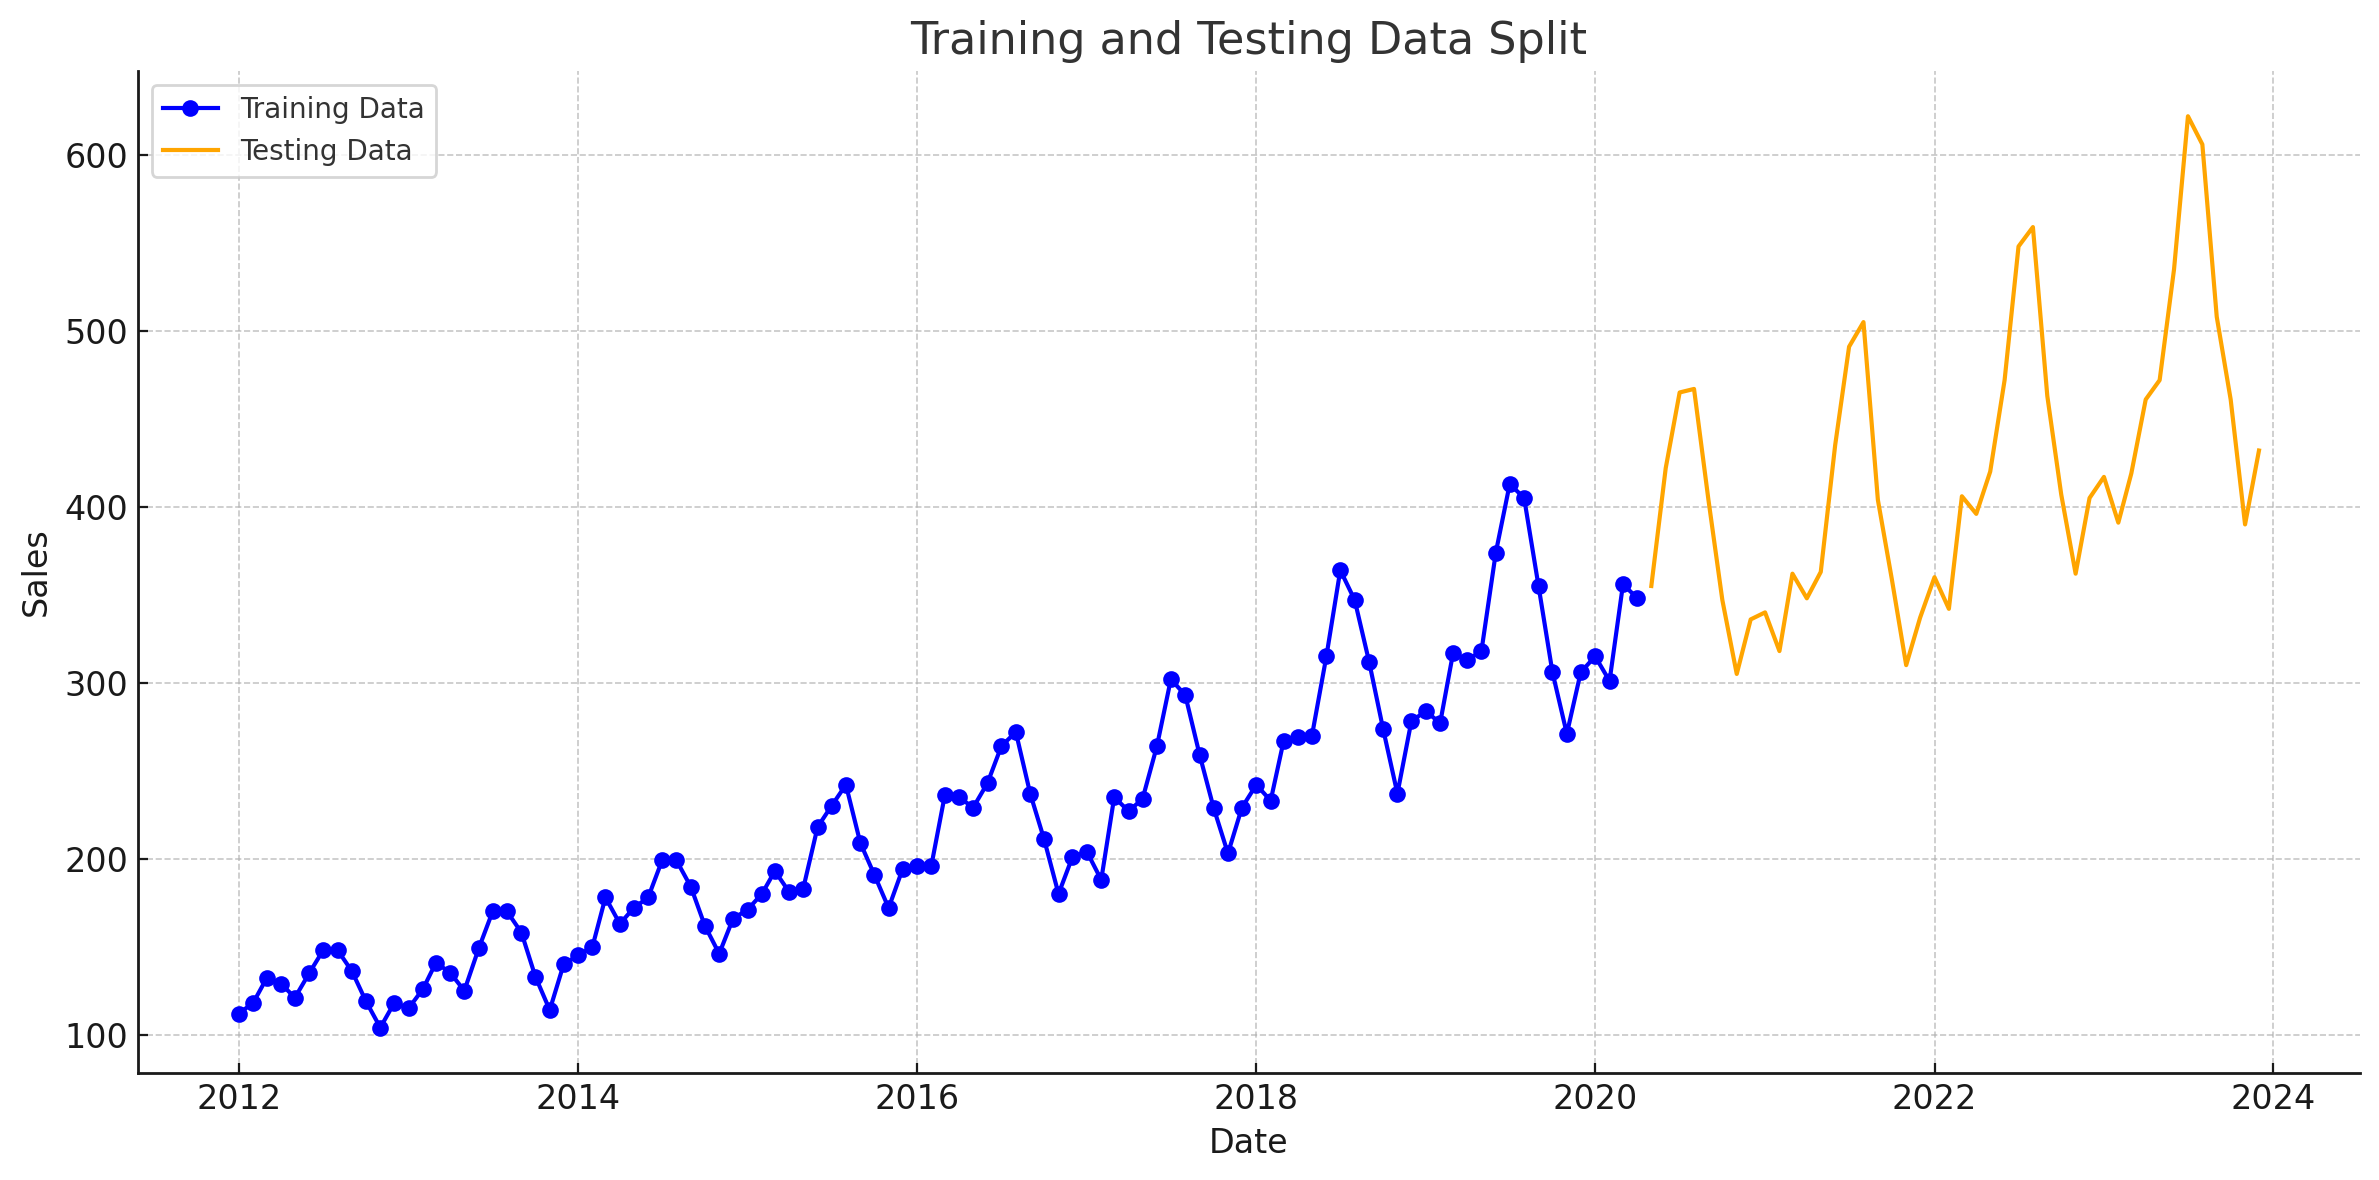 Training and Testing Data Split
Training Data
Testing Data
600
500
400
300
200
100
Sales
2012 2014 2016 2018 2020 2022 2024
Date